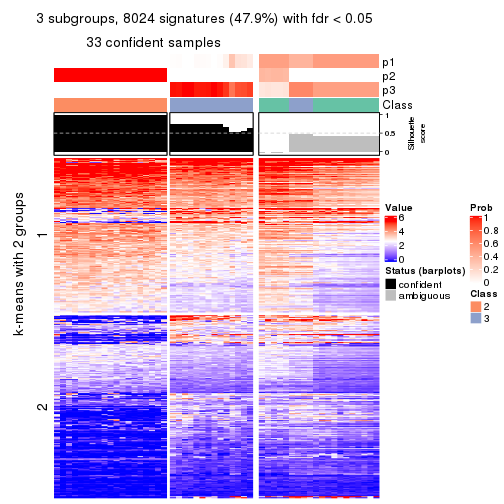 3 subgroups, 8024 signatures (47.9%) with fdr < 0.05
33 confident samples
p1
p2
p3
Class
1
0.5
0
Silhouette
score
k-means with 2 groups
1
2
Value
6
4
2
0
Status (barplots)
confident
ambiguous
Prob
1
0.8
0.6
0.4
0.2
0
Class
2
3